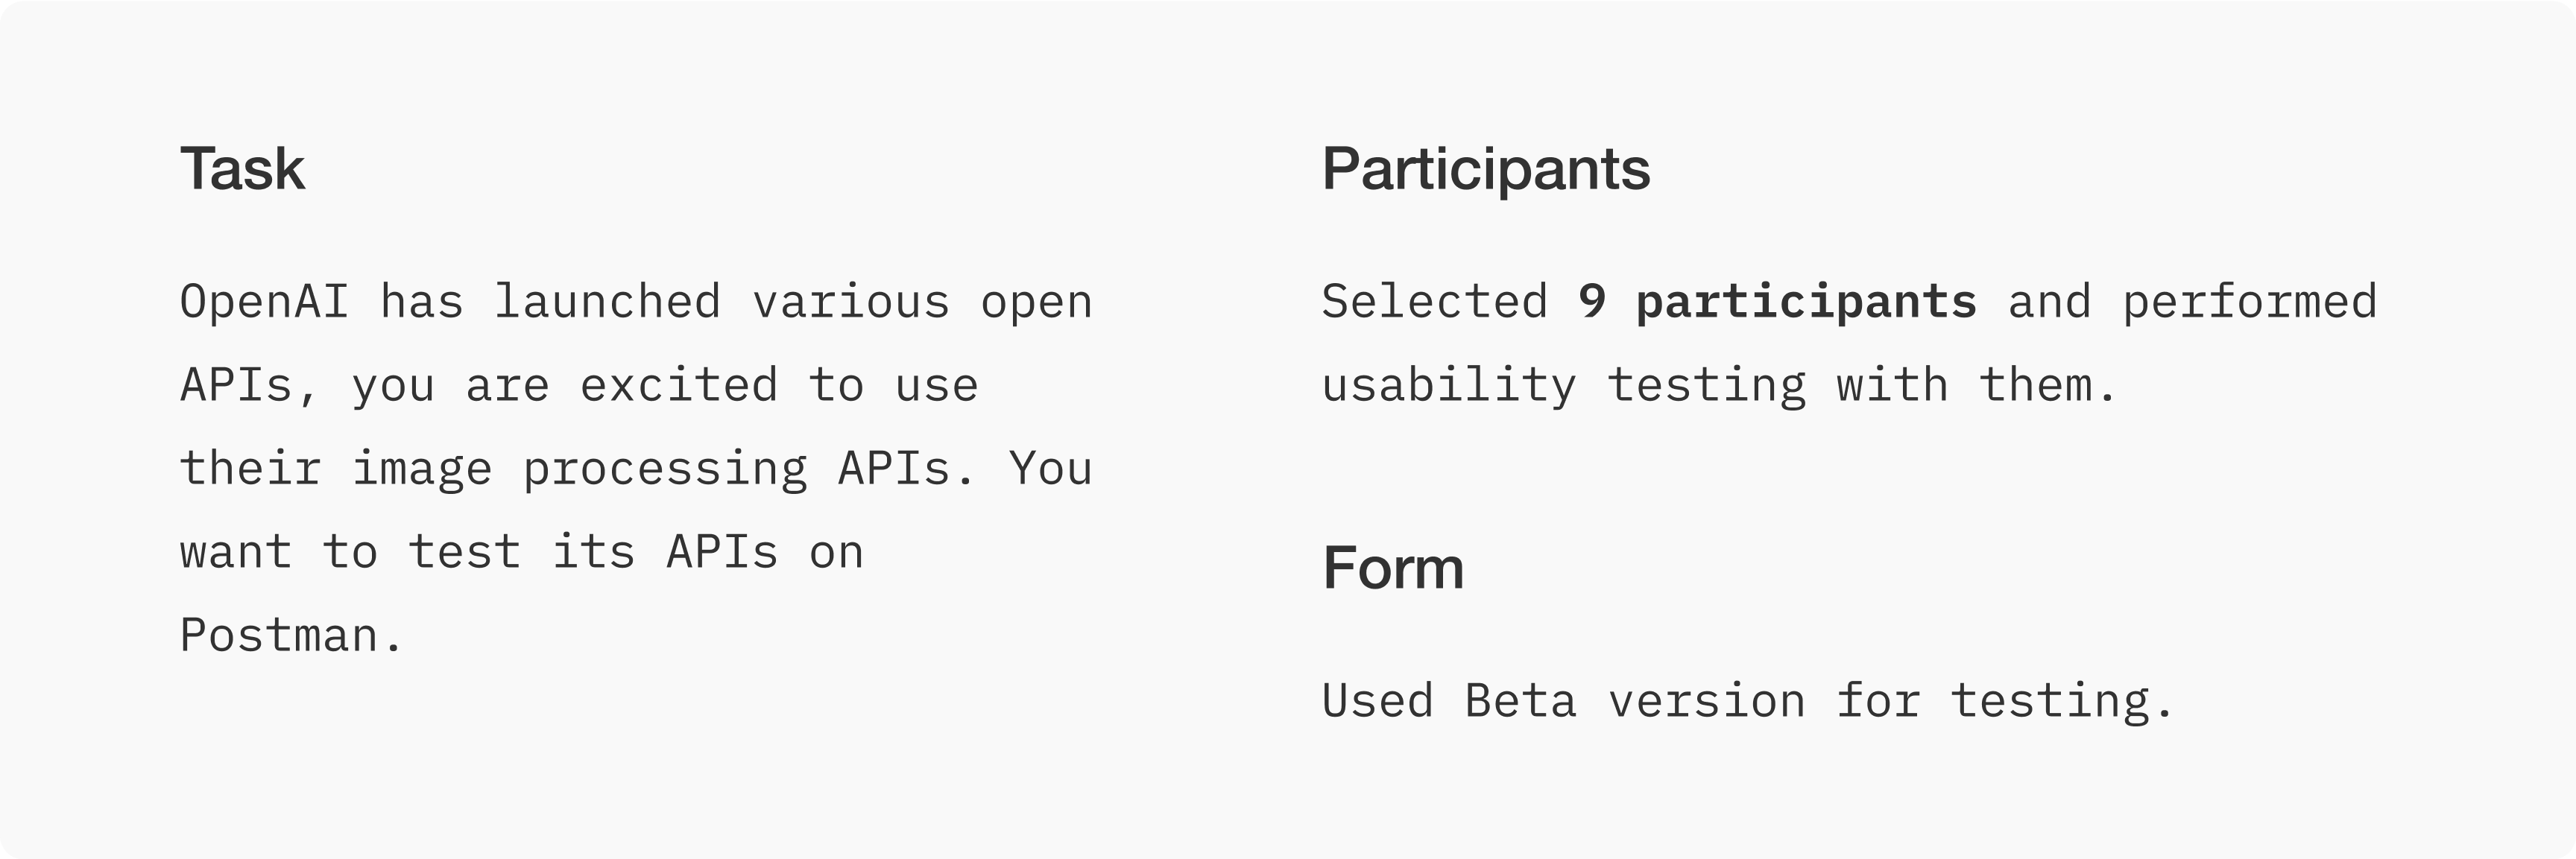 Task
OpenAI has launched various open
APIs, you are excited to use
their image processing APIs. You
want to test its APIs on
Postman.
Participants
Selected 9 participants and performed
usability testing with them.
Form
Used Beta version for testing.